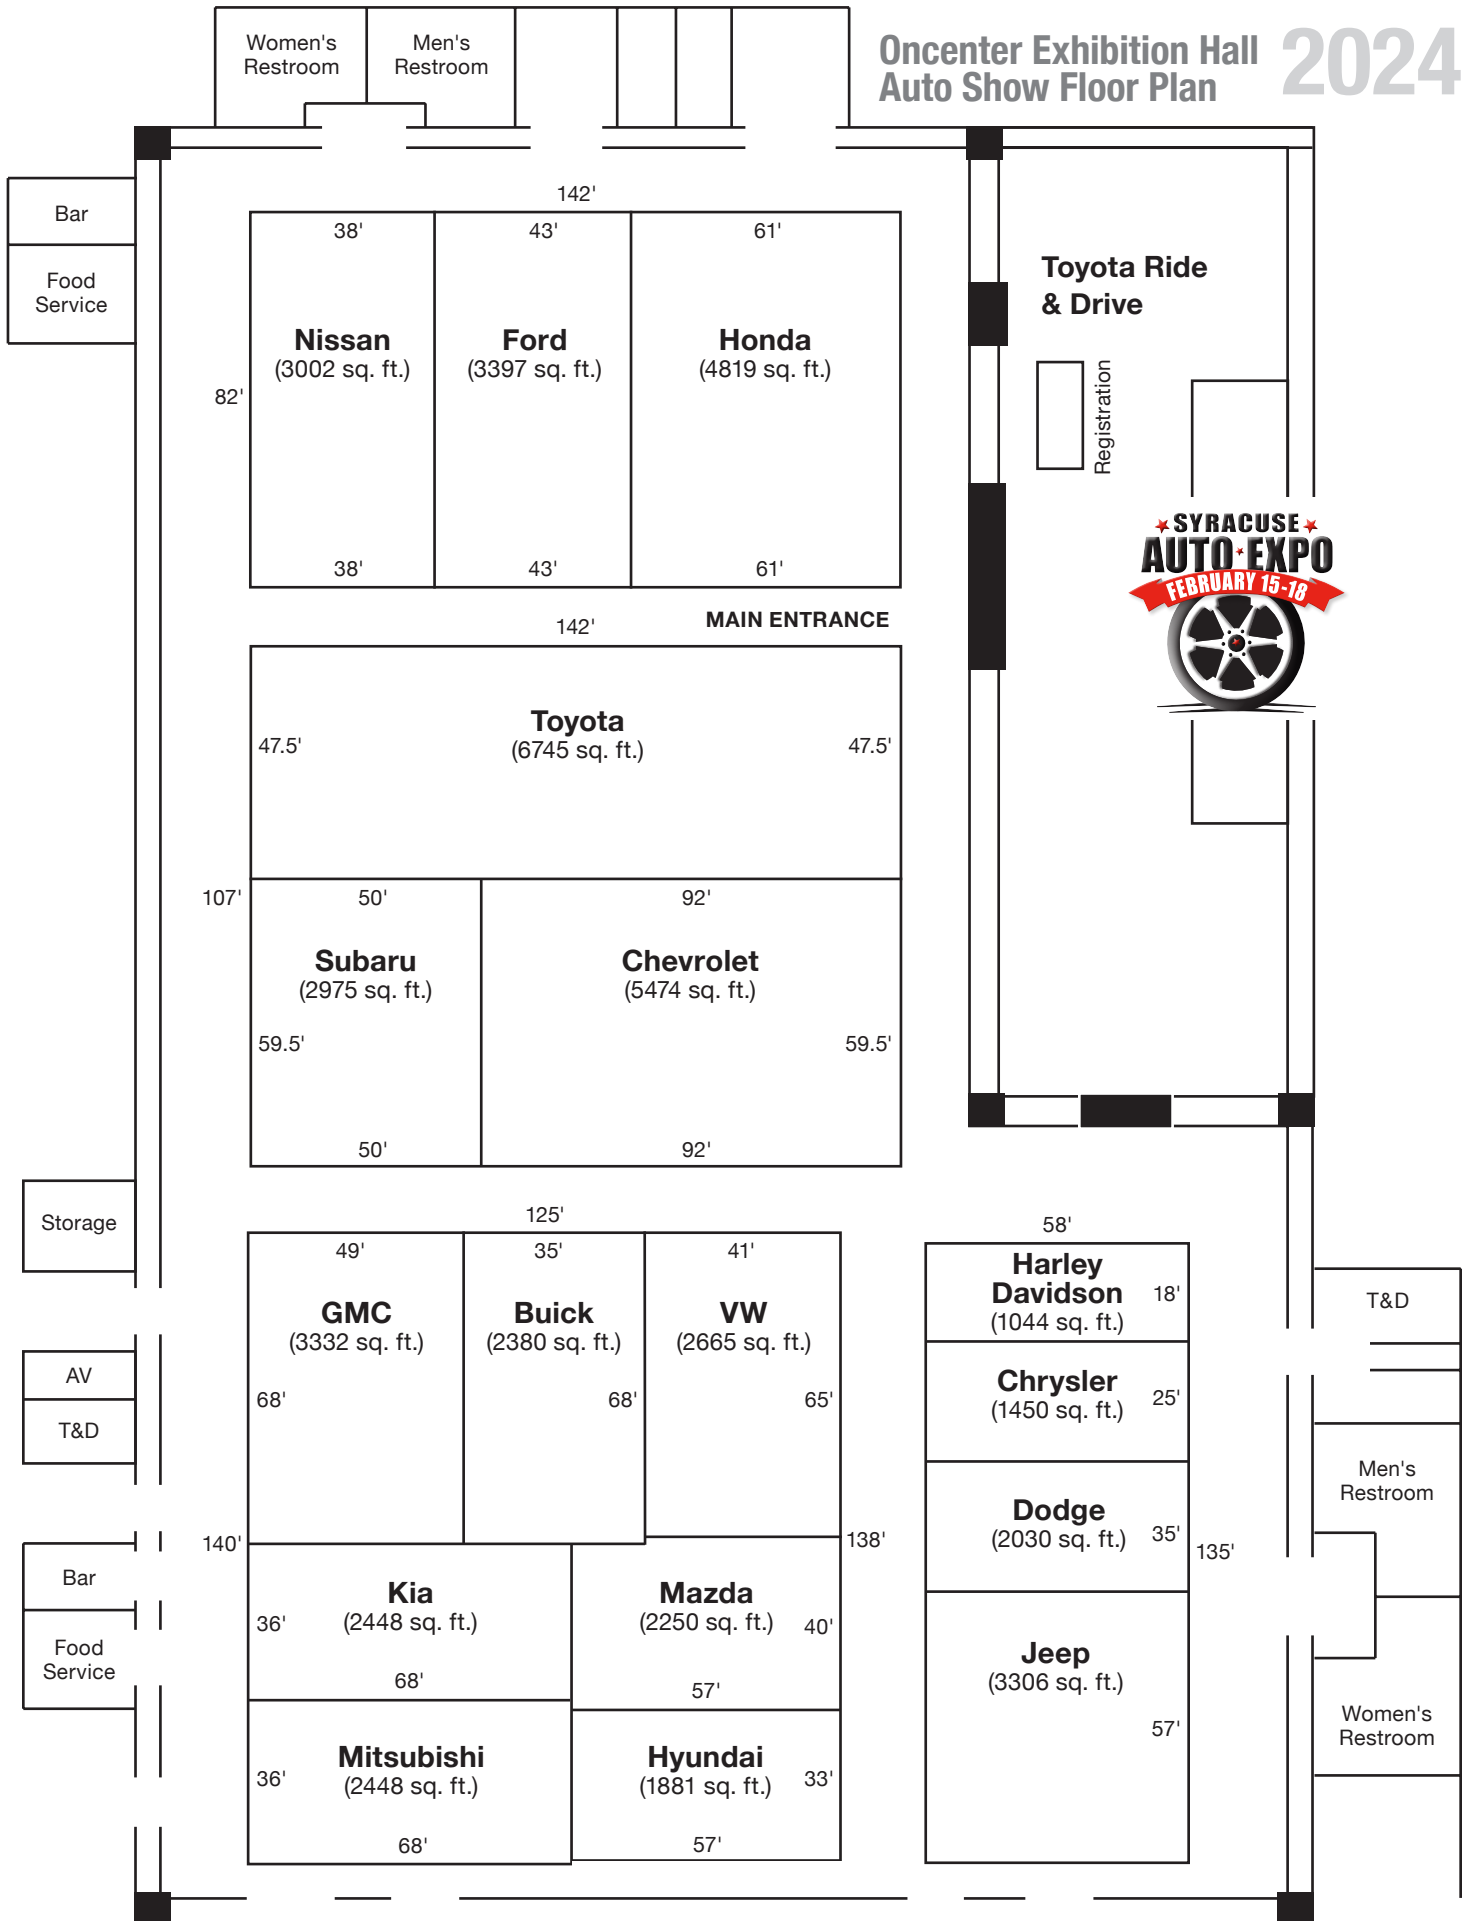 Women's
Restroom
Men's
Restroom
Oncenter Exhibition Hall
Auto Show Floor Plan
2024
Bar
Food
Service
142'
38'
43'
61'
Nissan
(3002 sq. ft.)
Ford
(3397 sq. ft.)
Honda
(4819 sq. ft.)
82'
38'
43'
61'
Toyota Ride
& Drive
Registration
SYRACUSE
AUTO EXPO
FEBRUARY 15-18
MAIN ENTRANCE
142'
Toyota
(6745 sq. ft.)
47.5'
47.5'
107'
50'
92'
Subaru
(2975 sq. ft.)
Chevrolet
(5474 sq. ft.)
59.5'
59.5'
50'
92'
Storage
AV
T&D
Bar
Food
Service
125'
49'
35'
41'
GMC
(3332 sq. ft.)
Buick
(2380 sq. ft.)
VW
(2665 sq. ft.)
68'
68'
65'
140'
138'
Kia
(2448 sq. ft.)
36'
68'
Mazda
(2250 sq. ft.)
40'
57'
Mitsubishi
(2448 sq. ft.)
36'
68'
Hyundai
(1881 sq. ft.)
33'
57'
58'
Harley
Davidson
(1044 sq. ft.)
18'
Chrysler
(1450 sq. ft.)
25'
Dodge
(2030 sq. ft.)
35'
135'
Jeep
(3306 sq. ft.)
57'
T&D
Men's
Restroom
Women's
Restroom